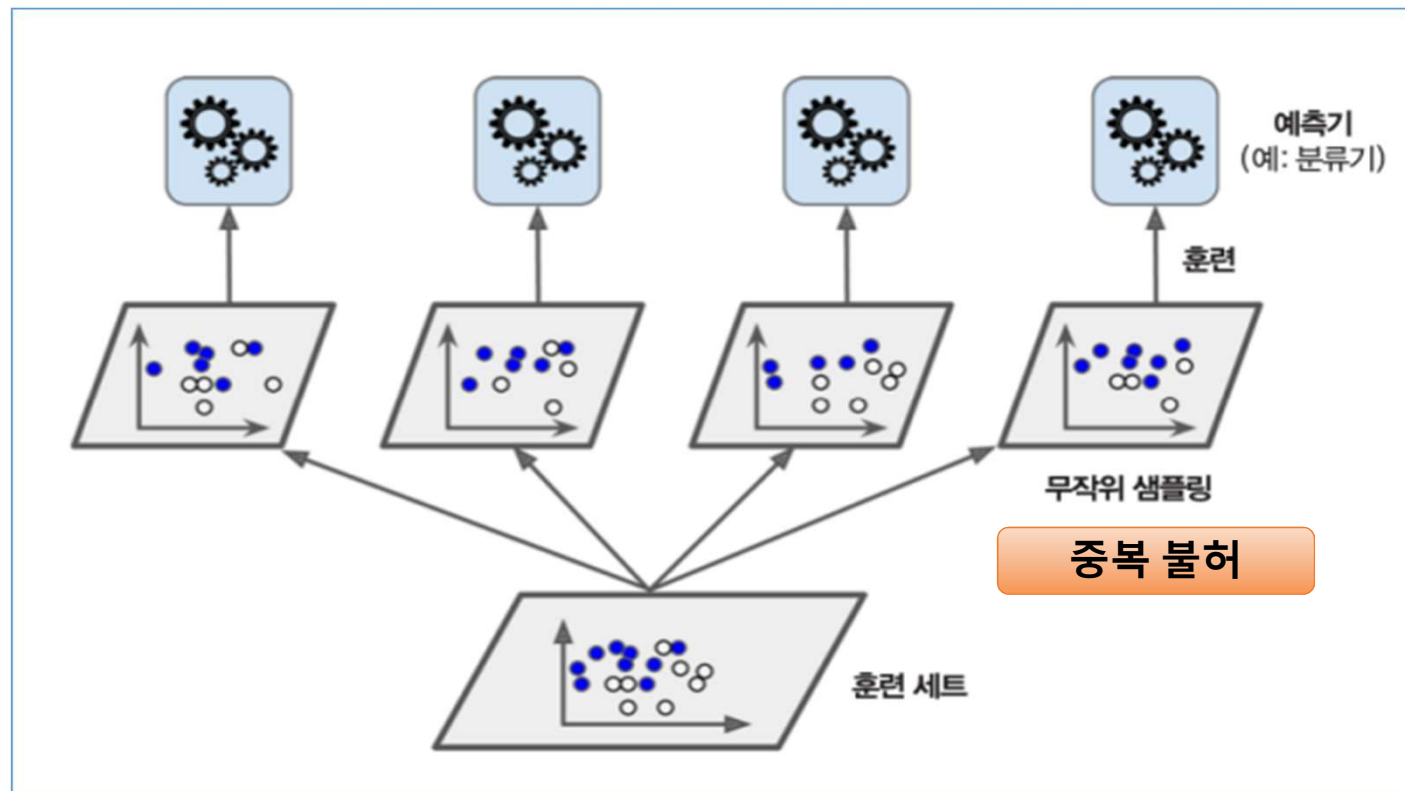 예측기
(예: 분류기)
훈련
무작위 샘플링
중복 불허
훈련 세트